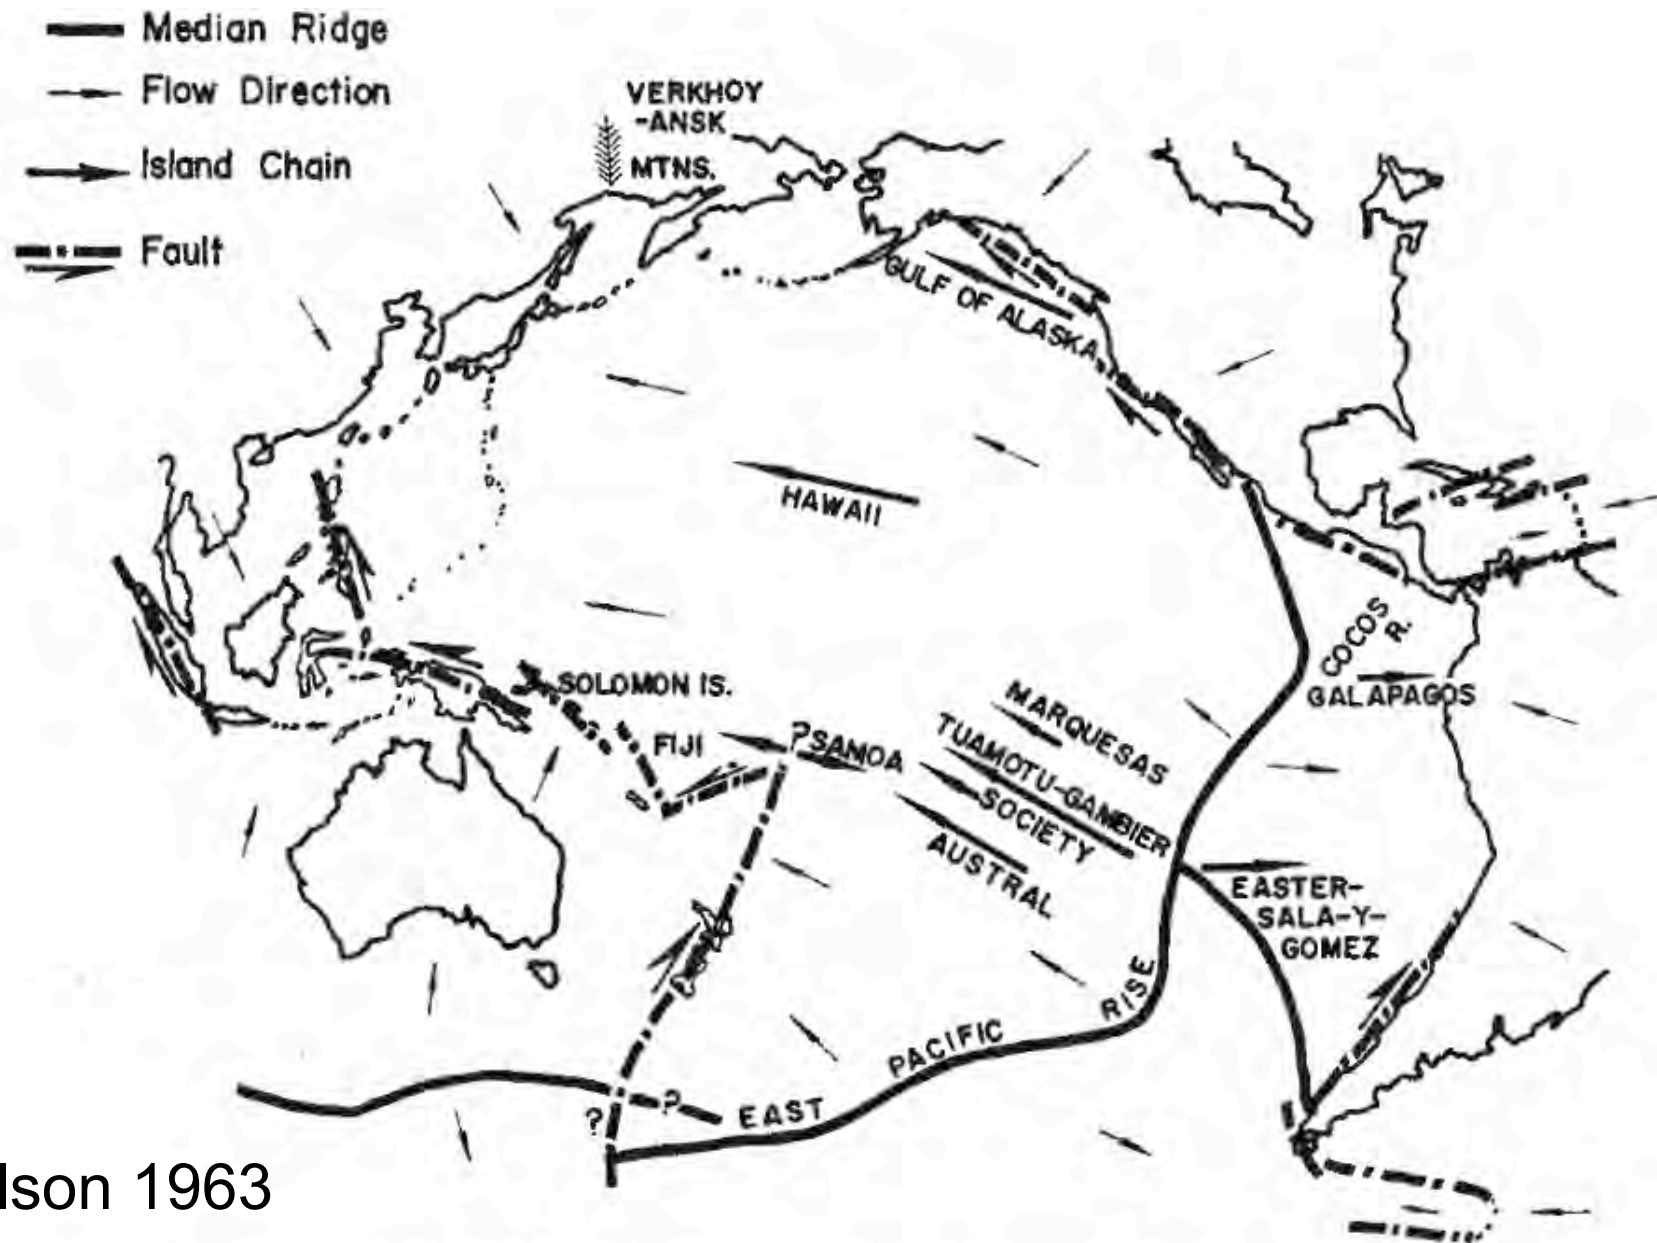 Median Ridge
Flow Direction
Island Chain
Fault
VERKHOY
-ANSK
MTNS.
GULF OF ALASKA
HAWAII
COCOS
R.
GALAPAGOS
SOLOMON IS.
FIJI
?
SAMOA
MARQUESAS
TUAMOTU-GAMBIER
SOCIETY
AUSTRAL
EASTER-
SALA-Y-
GOMEZ
EAST PACIFIC RISE
?
?
lson 1963